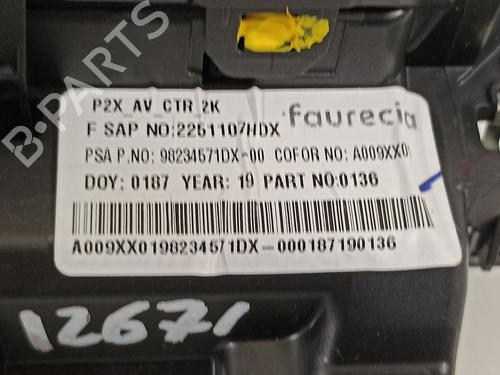 B-PARTS
P2X_AV_CTR_2K
faurecia
F SAP NO:2251107HDX
PSA P.NO: 98234571DX-00 COFOR NO: A009XX0
DOY: 0187 YEAR: 19 PART NO:0136
A009XX0198234571DX-000187190136
12671